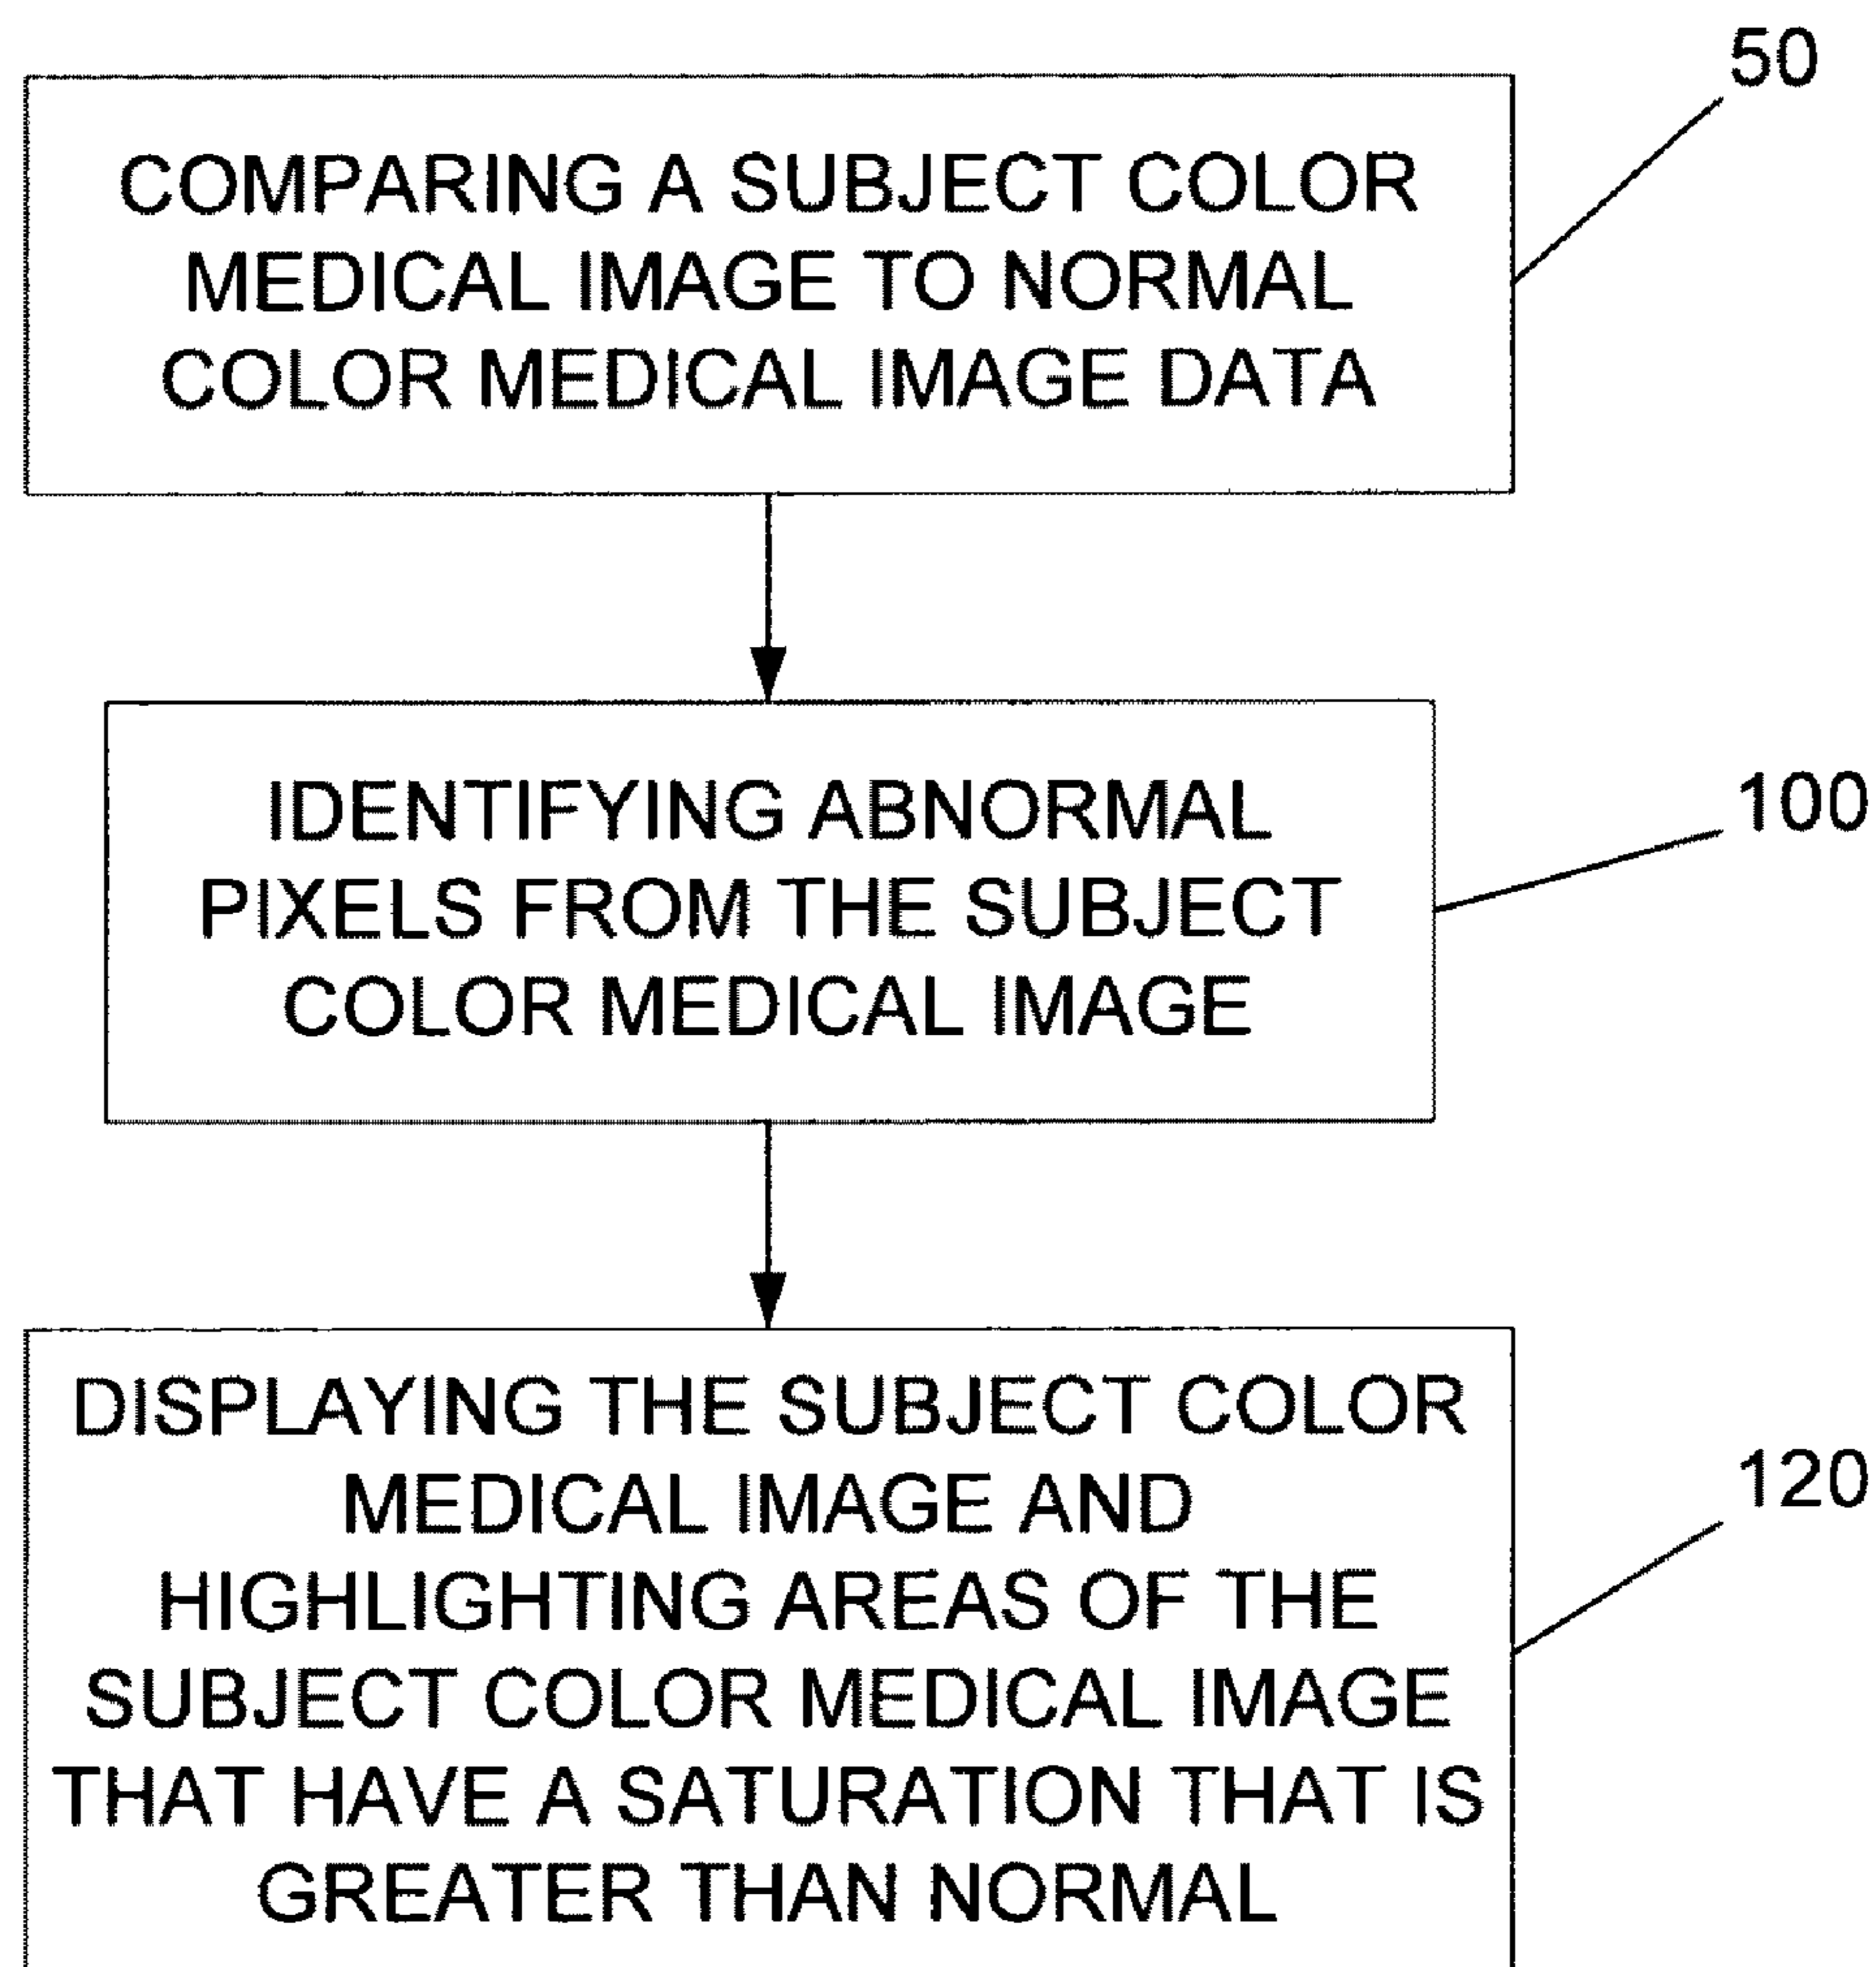 50
COMPARING A SUBJECT COLOR
MEDICAL IMAGE TO NORMAL
COLOR MEDICAL IMAGE DATA
100
IDENTIFYING ABNORMAL
PIXELS FROM THE SUBJECT
COLOR MEDICAL IMAGE
120
DISPLAYING THE SUBJECT COLOR
MEDICAL IMAGE AND
HIGHLIGHTING AREAS OF THE
SUBJECT COLOR MEDICAL IMAGE
THAT HAVE A SATURATION THAT IS
GREATER THAN NORMAL